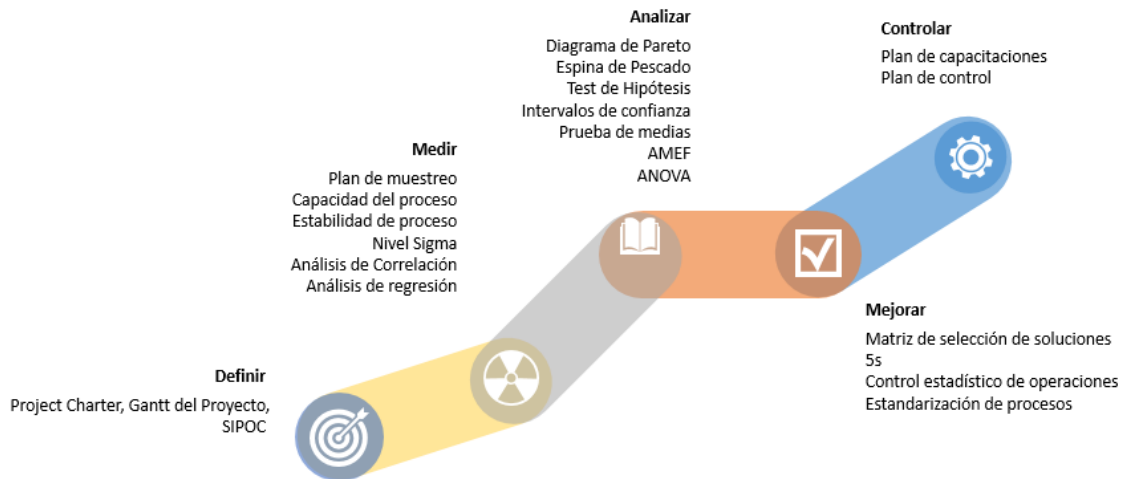 Analizar
Diagrama de Pareto
Espina de Pescado
Test de Hipótesis
Intervalos de confianza
Prueba de medias
AMEF
ANOVA
Controlar
Plan de capacitaciones
Plan de control
Medir
Plan de muestreo
Capacidad del proceso
Estabilidad de proceso
Nivel Sigma
Análisis de Correlación
Análisis de regresión
Mejorar
Matriz de selección de soluciones
5s
Control estadístico de operaciones
Estandarización de procesos
Definir
Project Charter, Gantt del Proyecto,
SIPOC